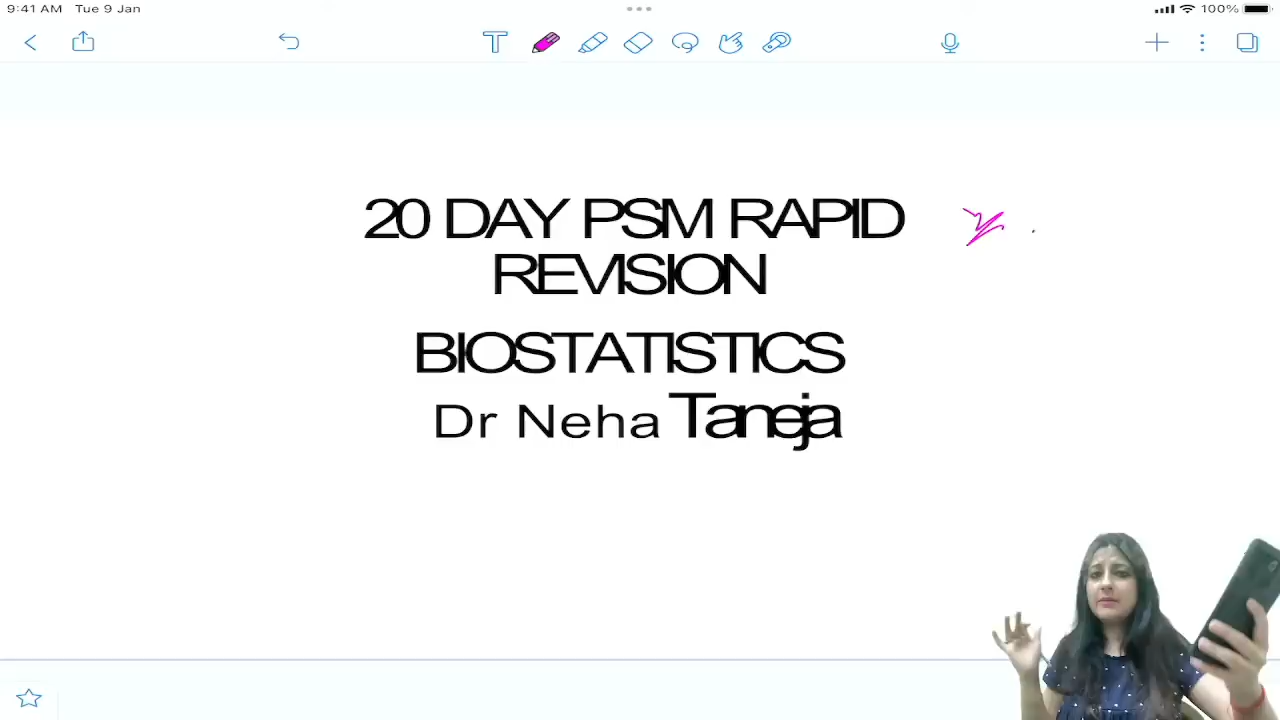 9:41 AM Tue 9 Jan
100%
T
20 DAY PSM RAPID
REVISION
BIOSTATISTICS
Dr Neha Taneja